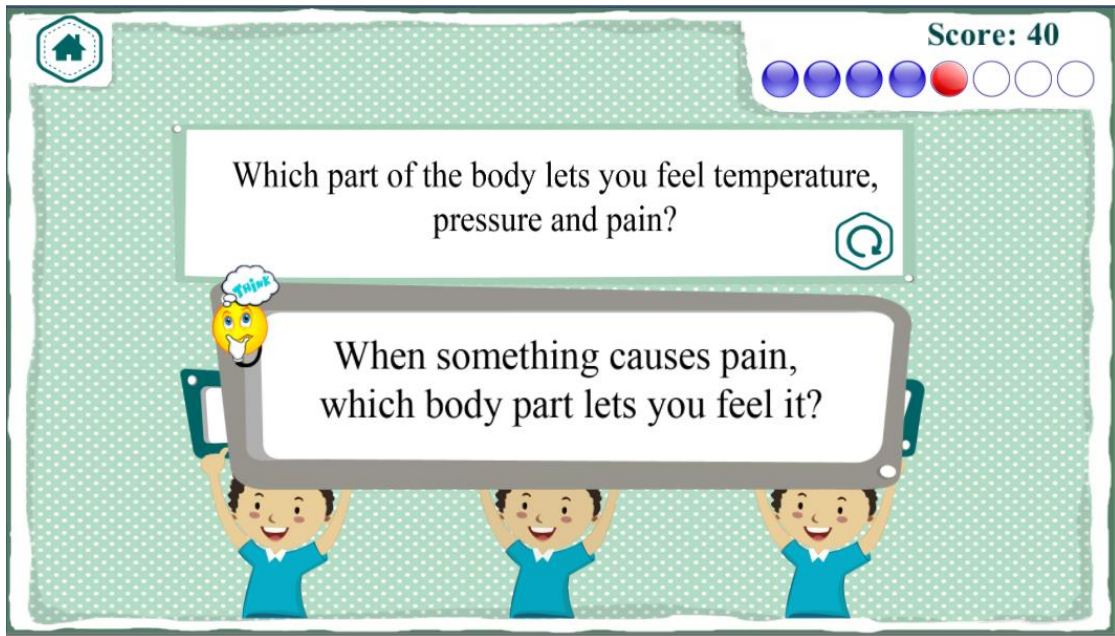 Score: 40
Which part of the body lets you feel temperature,
pressure and pain?
THINK
When something causes pain,
which body part lets you feel it?